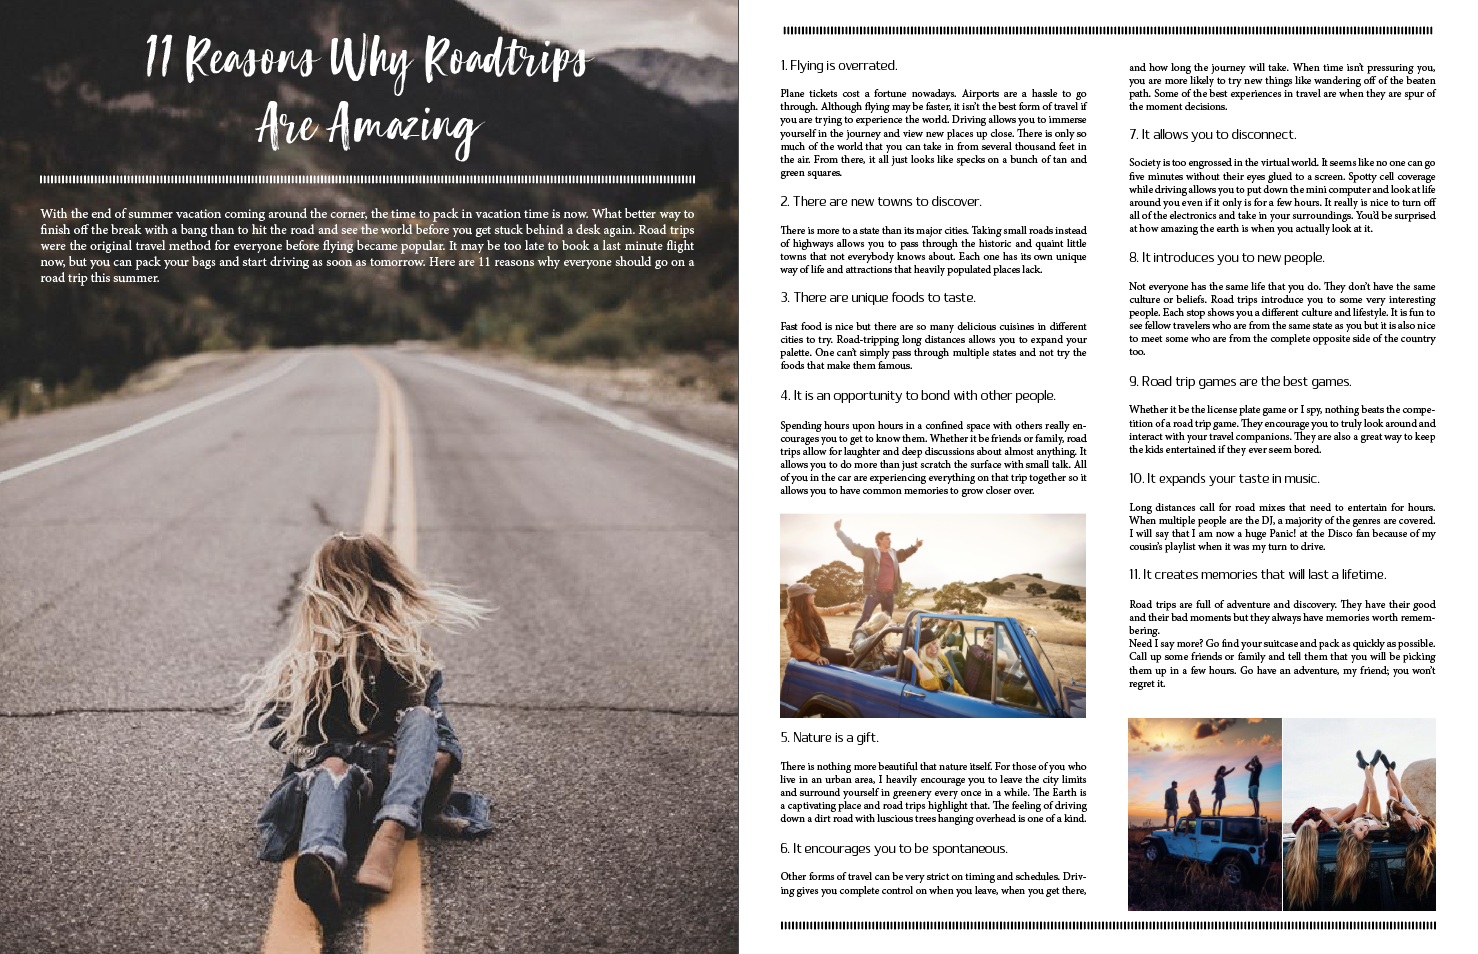 11 Reasons Why Roadtrips
Are Amazing
With the end of summer vacation coming around the corner, the time to pack in vacation time is now. What better way to
finish off the break with a bang than to hit the road and see the world before you get stuck behind a desk again. Road trips
were the original travel method for everyone before flying became popular. It may be too late to book a last minute flight
now, but you can pack your bags and start driving as soon as tomorrow. Here are 11 reasons why everyone should go on a
road trip this summer.
1. Flying is overrated.
Plane tickets cost a fortune nowadays. Airports are a hassle to go
through. Although flying may be faster, it isn't the best form of travel if
you are trying to experience the world. Driving allows you to immerse
yourself in the journey and view new places up close. There is only so
much of the world that you can take in from several thousand feet in
the air. From there, it all just looks like specks on a bunch of tan and
green squares.
2. There are new towns to discover.
There is more to a state than its major cities. Taking small roads instead
of highways allows you to pass through the historic and quaint little
towns that not everybody knows about. Each one has its own unique
way of life and attractions that heavily populated places lack.
3. There are unique foods to taste.
Fast food is nice but there are so many delicious cuisines in different
cities to try. Road-tripping long distances allows you to expand your
palette. One can't simply pass through multiple states and not try the
foods that make them famous.
4. It is an opportunity to bond with other people.
Spending hours upon hours in a confined space with others really en-
courages you to get to know them. Whether it be friends or family, road
trips allow for laughter and deep discussions about almost anything. It
allows you to do more than just scratch the surface with small talk. All
of you in the car are experiencing everything on that trip together so it
allows you to have common memories to grow closer over.
5. Nature is a gift.
There is nothing more beautiful that nature itself. For those of you who
live in an urban area, I heavily encourage you to leave the city limits
and surround yourself in greenery every once in a while. The Earth is
a captivating place and road trips highlight that. The feeling of driving
down a dirt road with luscious trees hanging overhead is one of a kind.
6. It encourages you to be spontaneous.
Other forms of travel can be very strict on timing and schedules. Driv-
ing gives you complete control on when you leave, when you get there,
and how long the journey will take. When time isn't pressuring you,
you are more likely to try new things like wandering off of the beaten
path. Some of the best experiences in travel are when they are spur of
the moment decisions.
7. It allows you to disconnect.
Society is too engrossed in the virtual world. It seems like no one can go
five minutes without their eyes glued to a screen. Spotty cell coverage
while driving allows you to put down the mini computer and look at life
around you even if it only is for a few hours. It really is nice to turn off
all of the electronics and take in your surroundings. You'd be surprised
at how amazing the earth is when you actually look at it.
8. It introduces you to new people.
Not everyone has the same life that you do. They don't have the same
culture or beliefs. Road trips introduce you to some very interesting
people. Each stop shows you a different culture and lifestyle. It is fun to
see fellow travelers who are from the same state as you but it is also nice
to meet some who are from the complete opposite side of the country
too.
9. Road trip games are the best games.
Whether it be the license plate game or I spy, nothing beats the compe-
tition of a road trip game. They encourage you to truly look around and
interact with your travel companions. They are also a great way to keep
the kids entertained if they ever seem bored.
10. It expands your taste in music.
Long distances call for road mixes that need to entertain for hours.
When multiple people are the DJ, a majority of the genres are covered.
I will say that I am now a huge Panic! at the Disco fan because of my
cousin's playlist when it was my turn to drive.
11. It creates memories that will last a lifetime.
Road trips are full of adventure and discovery. They have their good
and their bad moments but they always have memories worth remem-
bering.
Need I say more? Go find your suitcase and pack as quickly as possible.
Call up some friends or family and tell them that you will be picking
them up in a few hours. Go have an adventure, my friend; you won't
regret it.